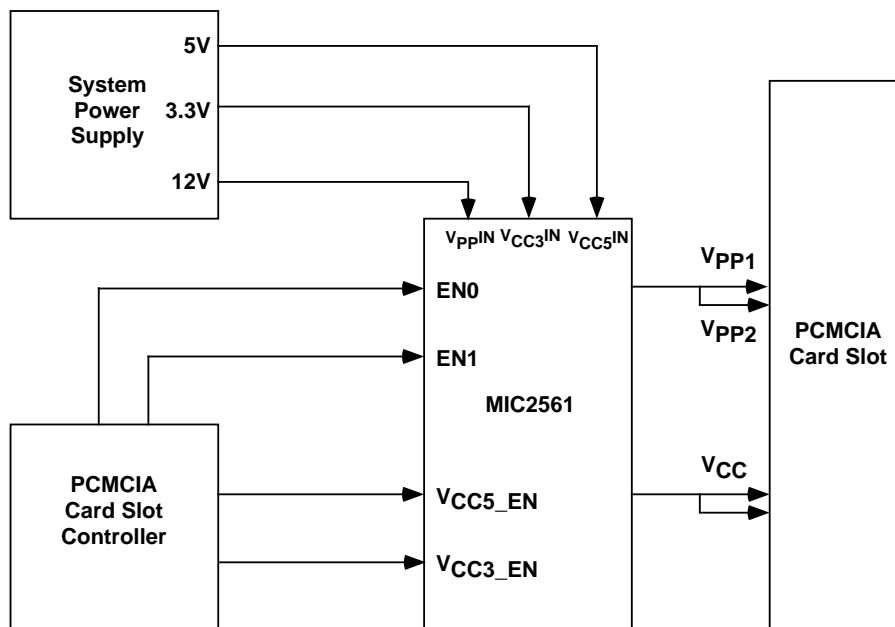 5V
System
Power
Supply
3.3V
12V
VPPIN VCC3IN VCC5IN
EN0
EN1
MIC2561
VCC5_EN
VCC3_EN
PCMCIA
Card Slot
Controller
VPP1
VPP2
VCC
PCMCIA
Card Slot